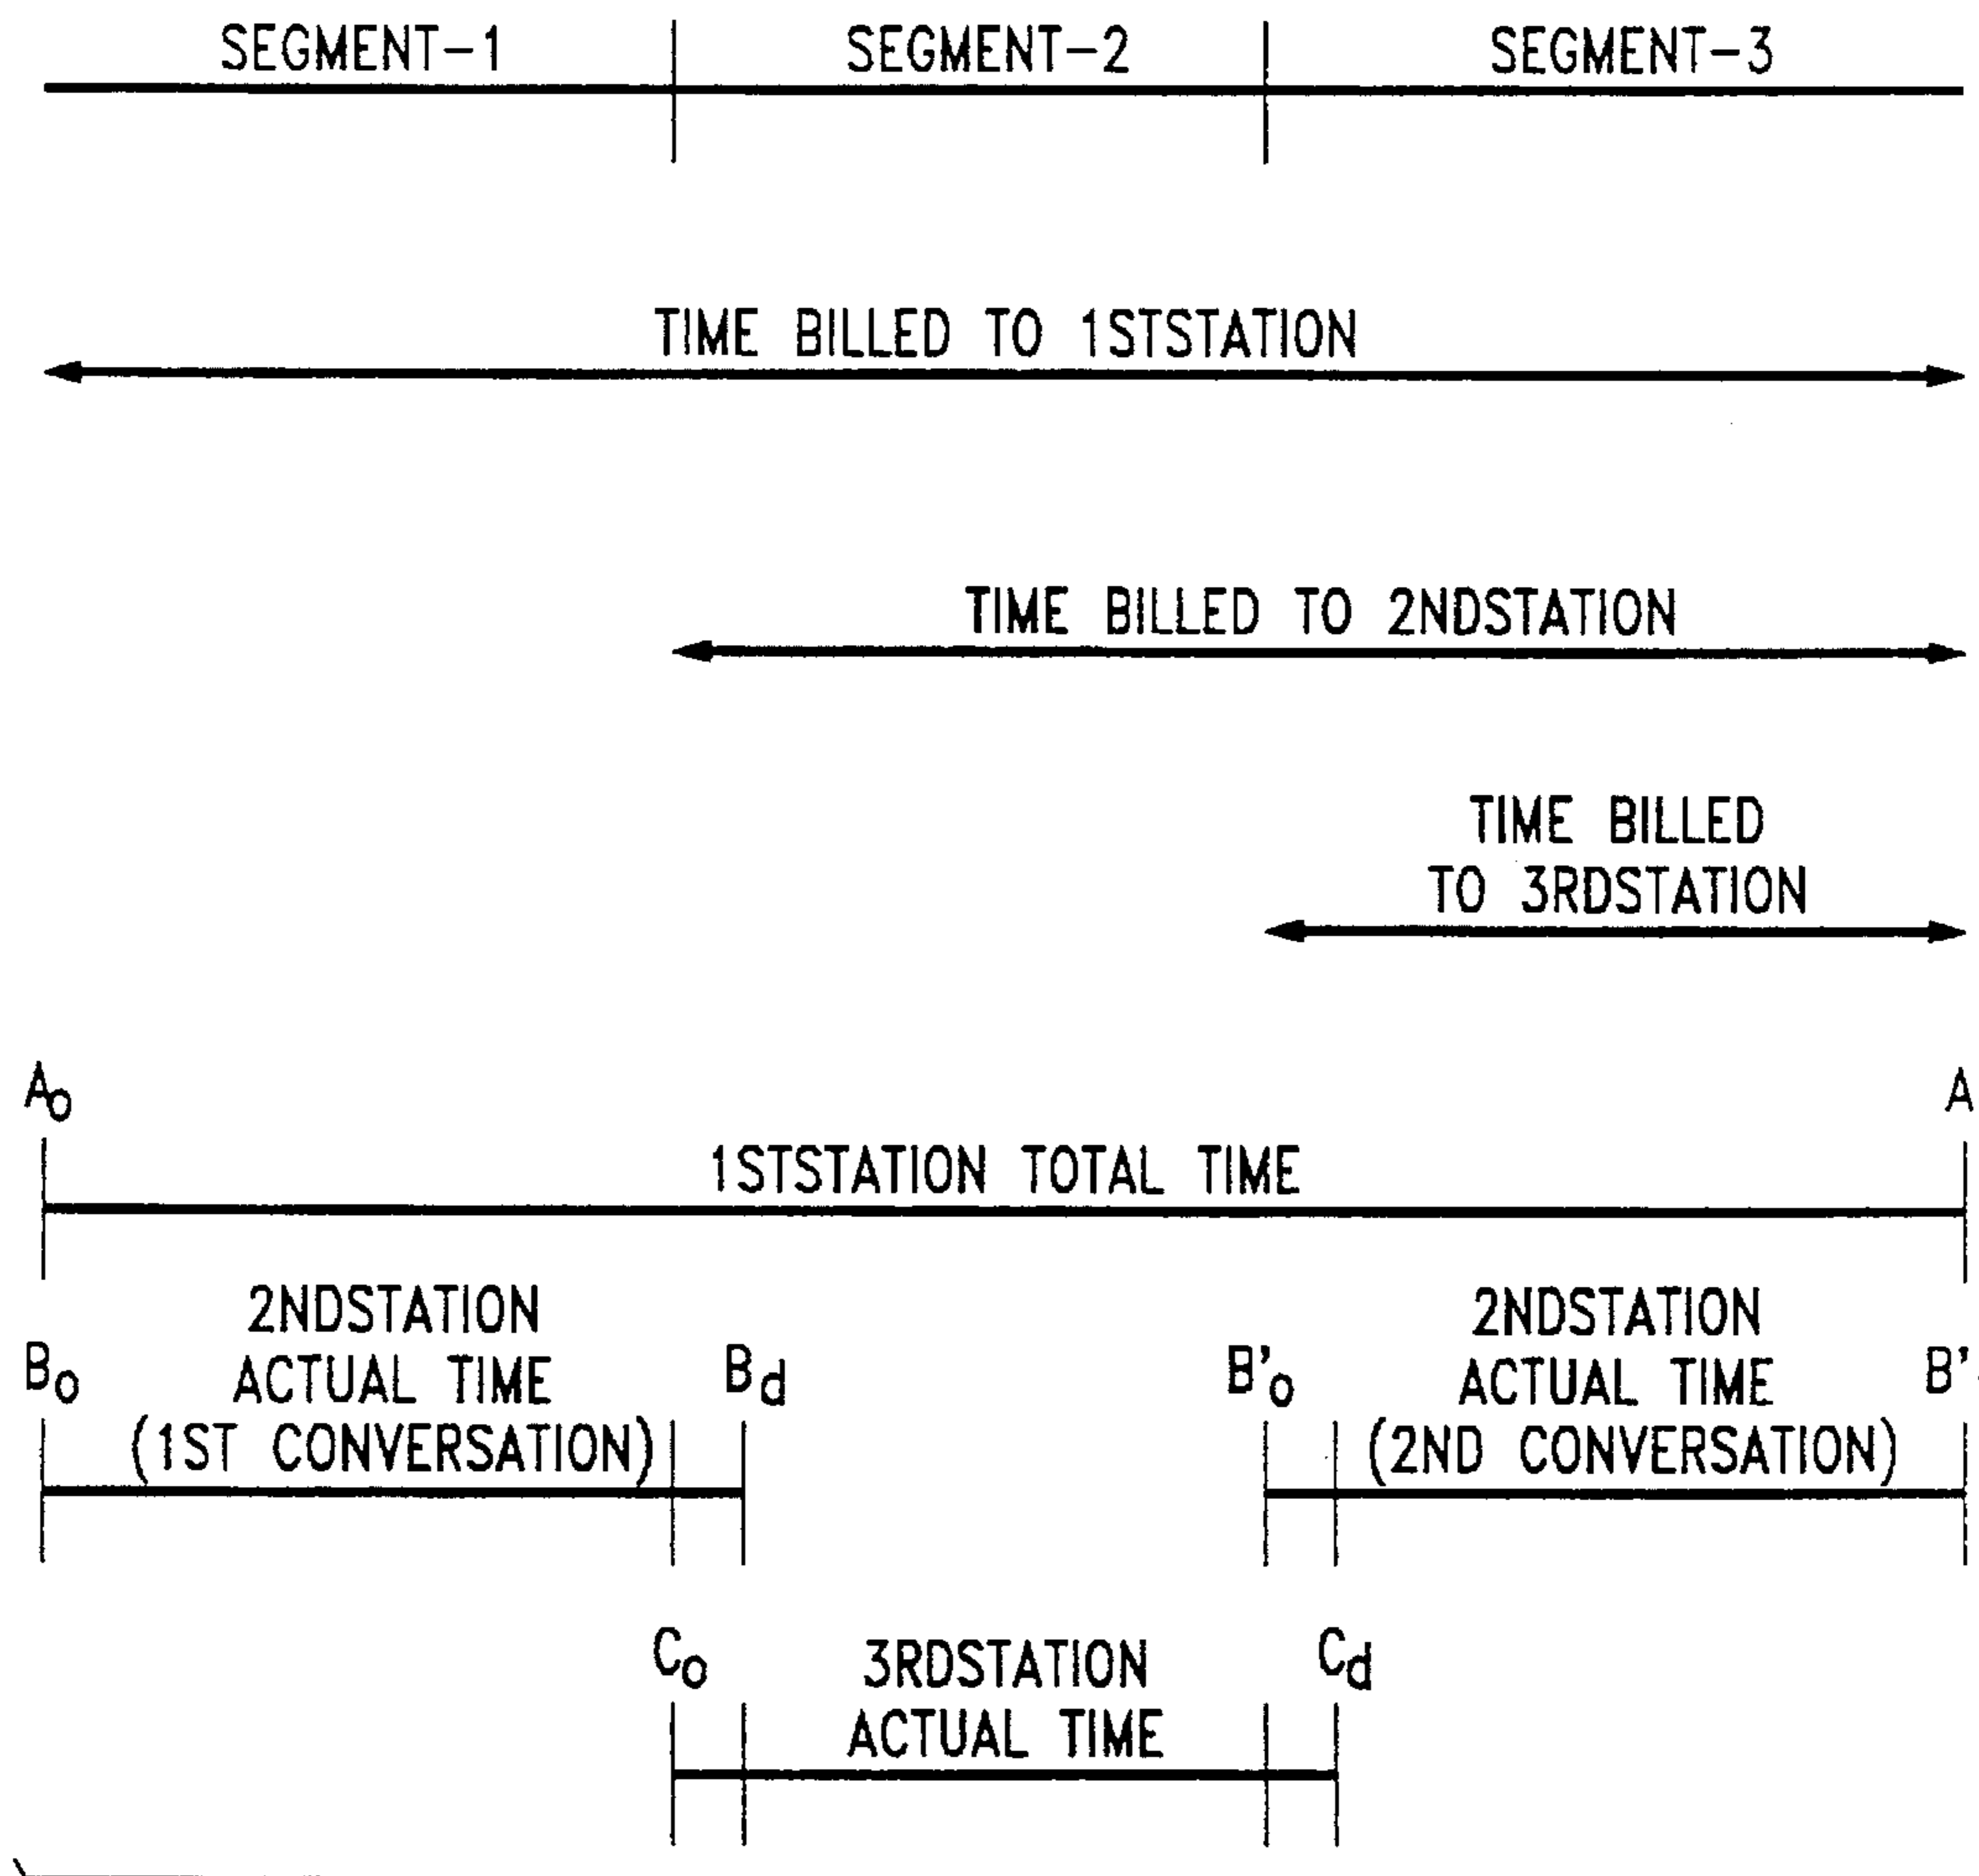 SEGMENT-1 SEGMENT-2 SEGMENT-3
TIME BILLED TO 1STSTATION
TIME BILLED TO 2NDSTATION
TIME BILLED
TO 3RDSTATION
Ao A
1STSTATION TOTAL TIME
2NDSTATION
ACTUAL TIME
(1ST CONVERSATION)
2NDSTATION
ACTUAL TIME
(2ND CONVERSATION)
Bo Bd B'o B'
Co Cd
3RDSTATION
ACTUAL TIME